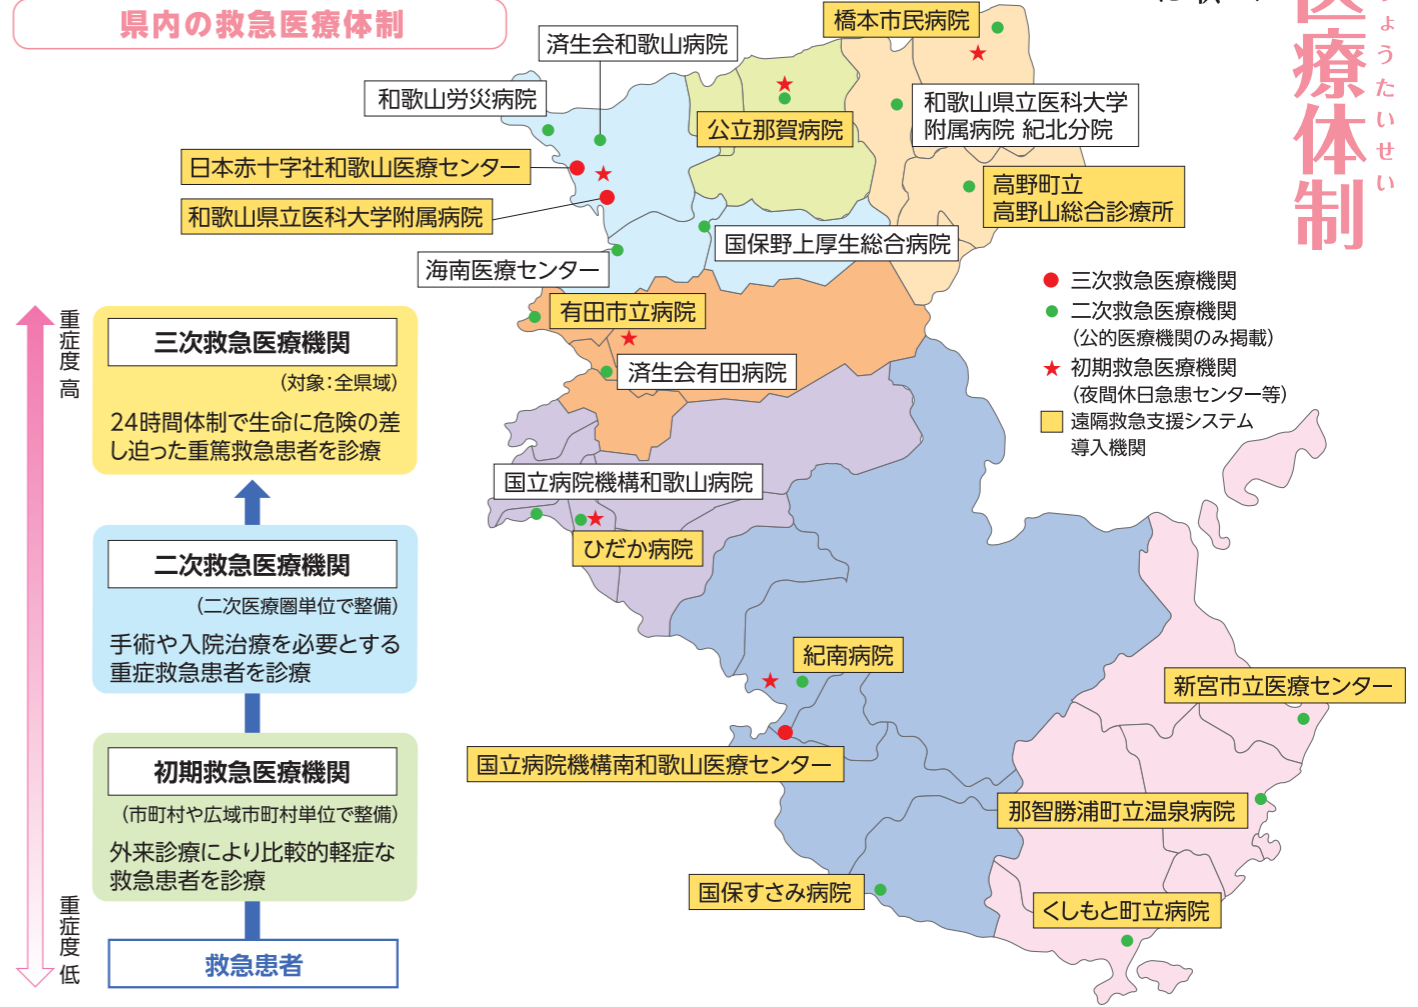 県内の救急医療体制
医療体制
ょうたいせい
橋本市民病院
済生会和歌山病院
和歌山労災病院
和歌山県立医科大学
附属病院 紀北分院
公立那賀病院
日本赤十字社和歌山医療センター
高野町立
高野山総合診療所
和歌山県立医科大学附属病院
国保野上厚生総合病院
海南医療センター
有田市立病院
済生会有田病院
国立病院機構和歌山病院
ひだか病院
紀南病院
新宮市立医療センター
国立病院機構南和歌山医療センター
那智勝浦町立温泉病院
国保すさみ病院
くしもと町立病院
三次救急医療機関
二次救急医療機関
(公的医療機関のみ掲載)
初期救急医療機関
(夜間休日急患センター等)
遠隔救急支援システム
導入機関
重症度 高
三次救急医療機関
(対象:全県域)
24時間体制で生命に危険の差
し迫った重篤救急患者を診療
二次救急医療機関
(二次医療圏単位で整備)
手術や入院治療を必要とする
重症救急患者を診療
初期救急医療機関
(市町村や広域市町村単位で整備)
外来診療により比較的軽症な
救急患者を診療
重症度 低
救急患者